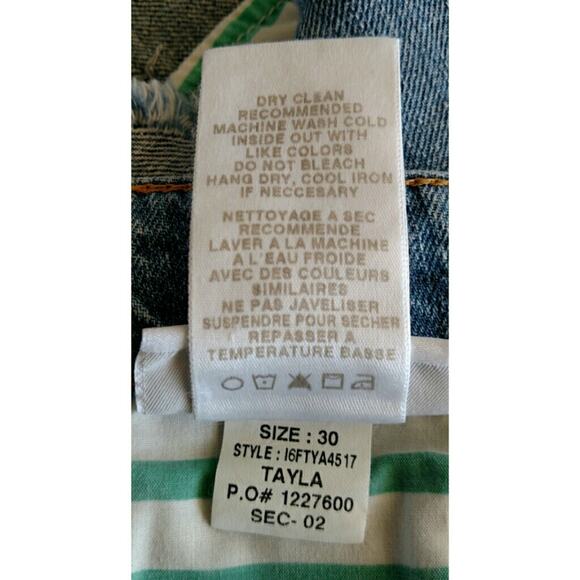 DRY CLEAN
RECOMMENDED
MACHINE WASH COLD
INSIDE OUT WITH
LIKE COLORS
DO NOT BLEACH
HANG DRY, COOL IRON
IF NECCESARY
NETTOYAGE A SEC
RECOMMENDE
LAVER A LA MACHINE
A L'EAU FROIDE
AVEC DES COULEURS
SIMILAIRES
NE PAS JAVELISER
SUSPENDRE POUR SECHER
REPASSER A
TEMPERATURE BASSE
SIZE : 30
STYLE : I6FTYA4517
TAYLA
P.O# 1227600
SEC- 02